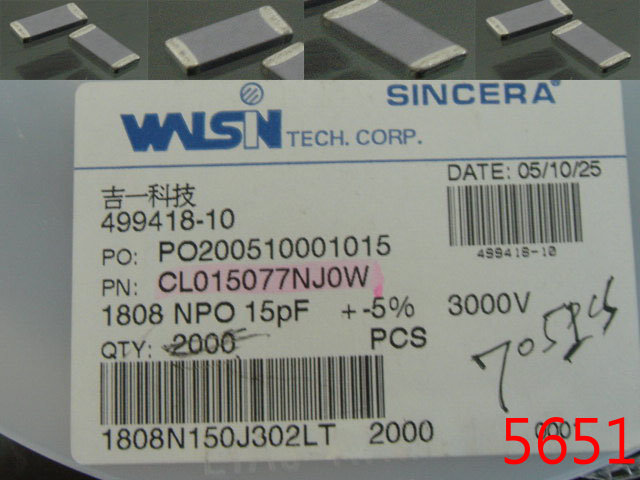 SINCERA
WALSIN TECH. CORP.
DATE: 05/10/25
吉一科技
499418-10
499418-10
PO: PO200510001015
PN: CL015077NJ0W
1808 NPO 15pF +-5% 3000V
QTY: 2000 PCS
705pcs
1808N150J302LT 2000 0001
5651